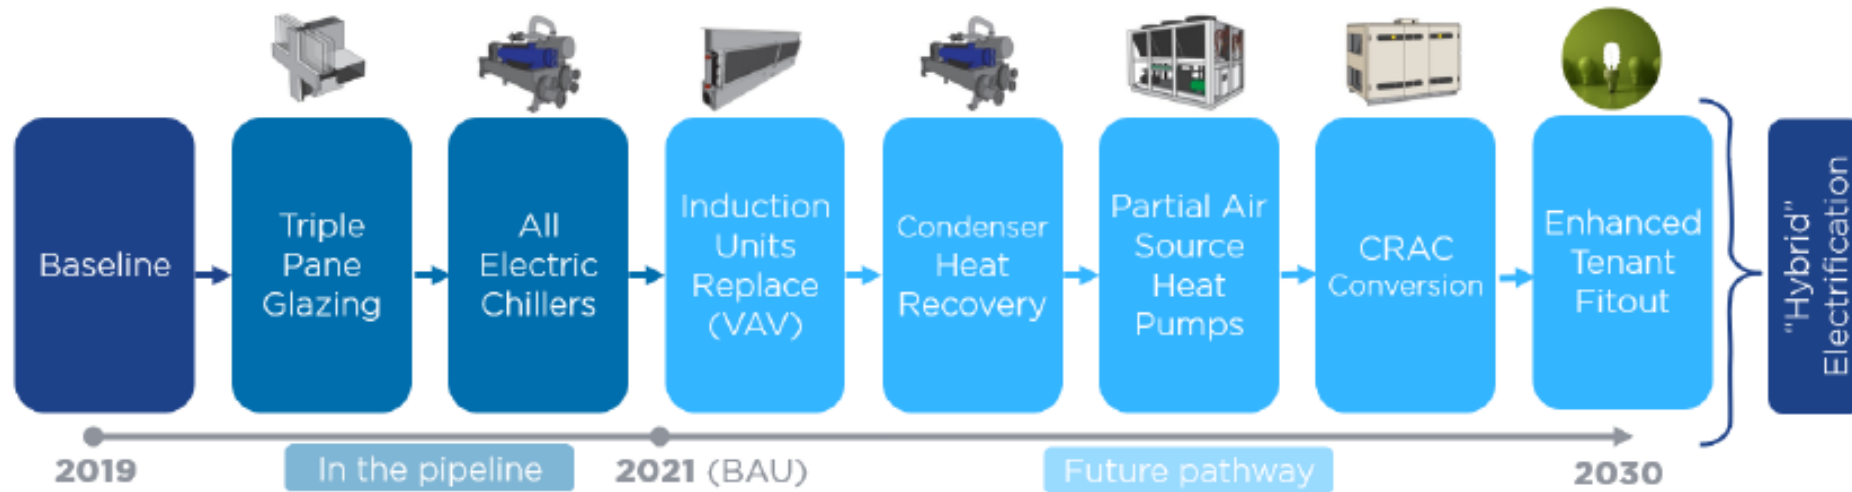 Baseline
Triple
Pane
Glazing
All
Electric
Chillers
Induction
Units
Replace
(VAV)
Condenser
Heat
Recovery
Partial Air
Source
Heat
Pumps
CRAC
Conversion
Enhanced
Tenant
Fitout
"Hybrid"
Electrification
2019
In the pipeline
2021 (BAU)
Future pathway
2030